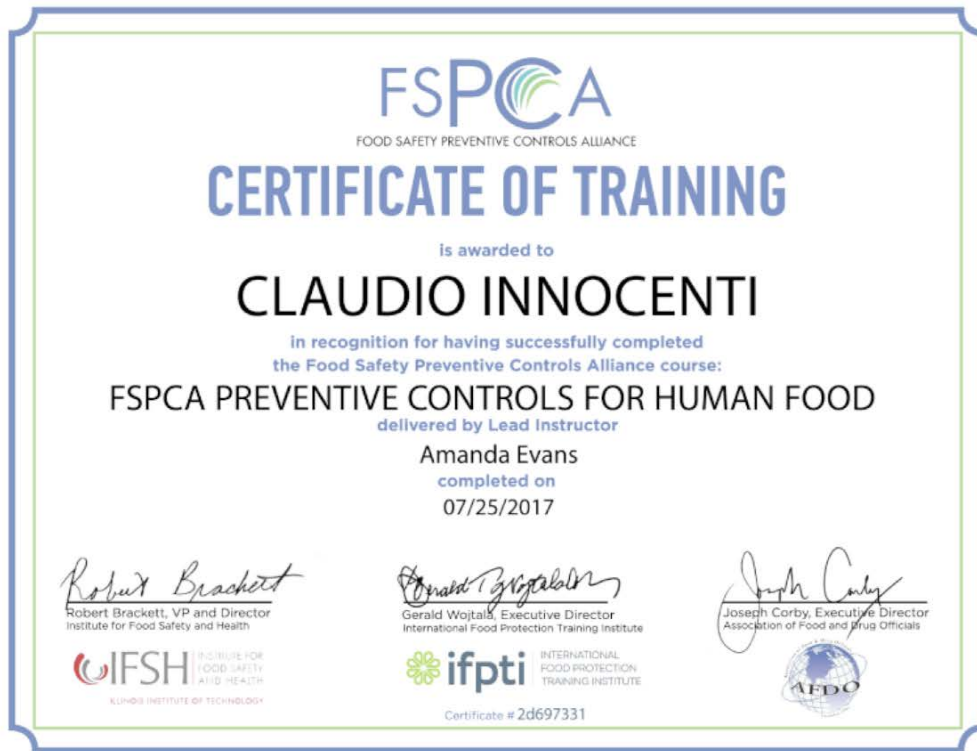 FSPCA
FOOD SAFETY PREVENTIVE CONTROLS ALLIANCE
CERTIFICATE OF TRAINING
is awarded to
CLAUDIO INNOCENTI
in recognition for having successfully completed
the Food Safety Preventive Controls Alliance course:
FSPCA PREVENTIVE CONTROLS FOR HUMAN FOOD
delivered by Lead Instructor
Amanda Evans
completed on
07/25/2017
Robert Brackett
Robert Brackett, VP and Director
Institute for Food Safety and Health
IFSH INSTITUTE FOR
FOOD SAFETY
AND HEALTH
ILLINOIS INSTITUTE OF TECHNOLOGY
Gerald Wojtala
Gerald Wojtala, Executive Director
International Food Protection Training Institute
ifpti INTERNATIONAL
FOOD PROTECTION
TRAINING INSTITUTE
Certificate # 2d697331
Joseph Corby
Joseph Corby, Executive Director
Association of Food and Drug Officials
AFDO